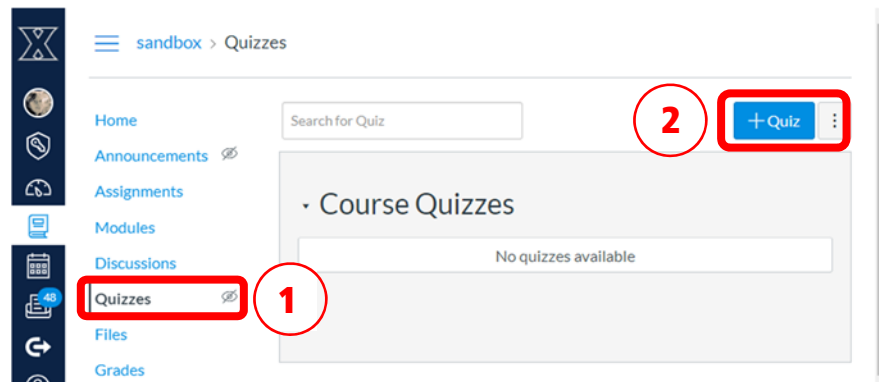 sandbox > Quizzes
Home
Announcements
Assignments
Modules
Discussions
Quizzes
Files
Grades
48
1
Search for Quiz
2
+ Quiz
Course Quizzes
No quizzes available